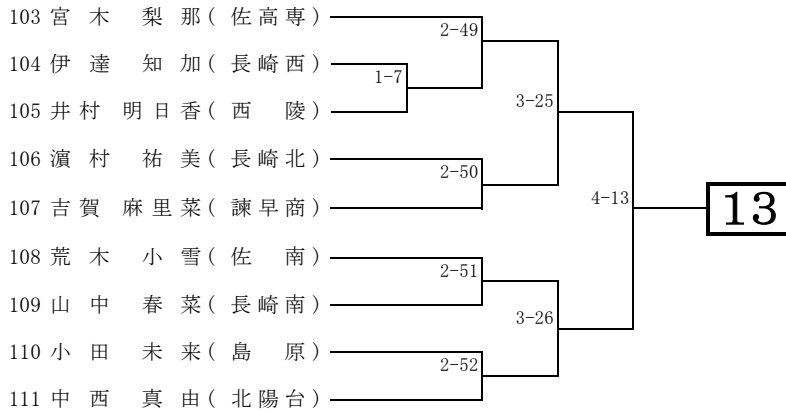 103 宮木 梨那(佐高専)
2-49
104 伊達 知加(長崎西)
1-7
105 井村 明日香(西陵)
3-25
106 濵村 祐美(長崎北)
2-50
107 吉賀 麻里菜(諫早商)
4-13
13
108 荒木 小雪(佐南)
2-51
109 山中 春菜(長崎南)
3-26
110 小田 未来(島原)
2-52
111 中西 真由(北陽台)